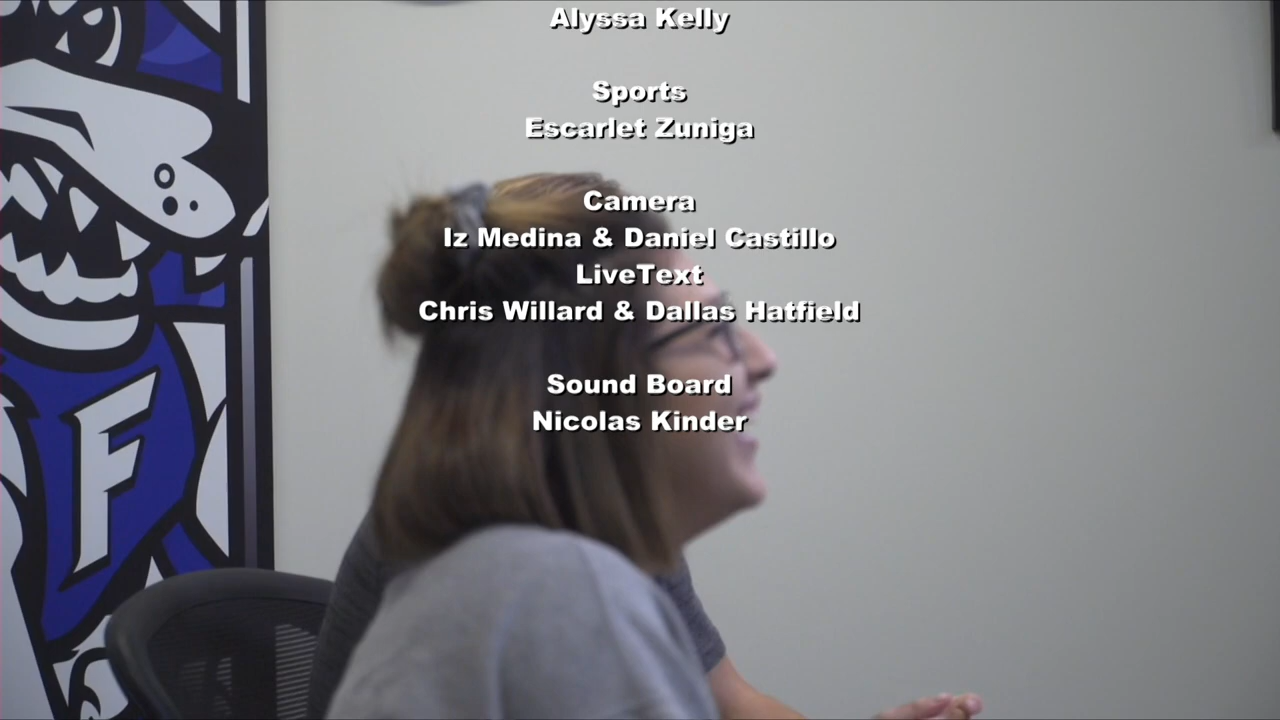 Alyssa Kelly
Sports
Escarlet Zuniga
Camera
Iz Medina & Daniel Castillo
LiveText
Chris Willard & Dallas Hatfield
Sound Board
Nicolas Kinder
F